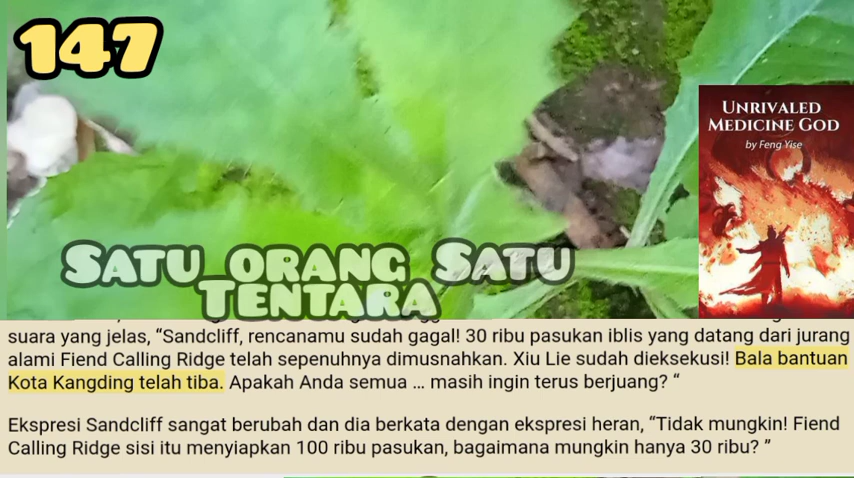 147
UNRIVALED
MEDICINE GOD
by Feng Yise
SATU ORANG SATU
TENTARA
suara yang jelas, “Sandcliff, rencanamu sudah gagal! 30 ribu pasukan iblis yang datang dari jurang
alami Fiend Calling Ridge telah sepenuhnya dimusnahkan. Xiu Lie sudah dieksekusi! Bala bantuan
Kota Kangding telah tiba. Apakah Anda semua ... masih ingin terus berjuang? “
Ekspresi Sandcliff sangat berubah dan dia berkata dengan ekspresi heran, “Tidak mungkin! Fiend
Calling Ridge sisi itu menyiapkan 100 ribu pasukan, bagaimana mungkin hanya 30 ribu? ”